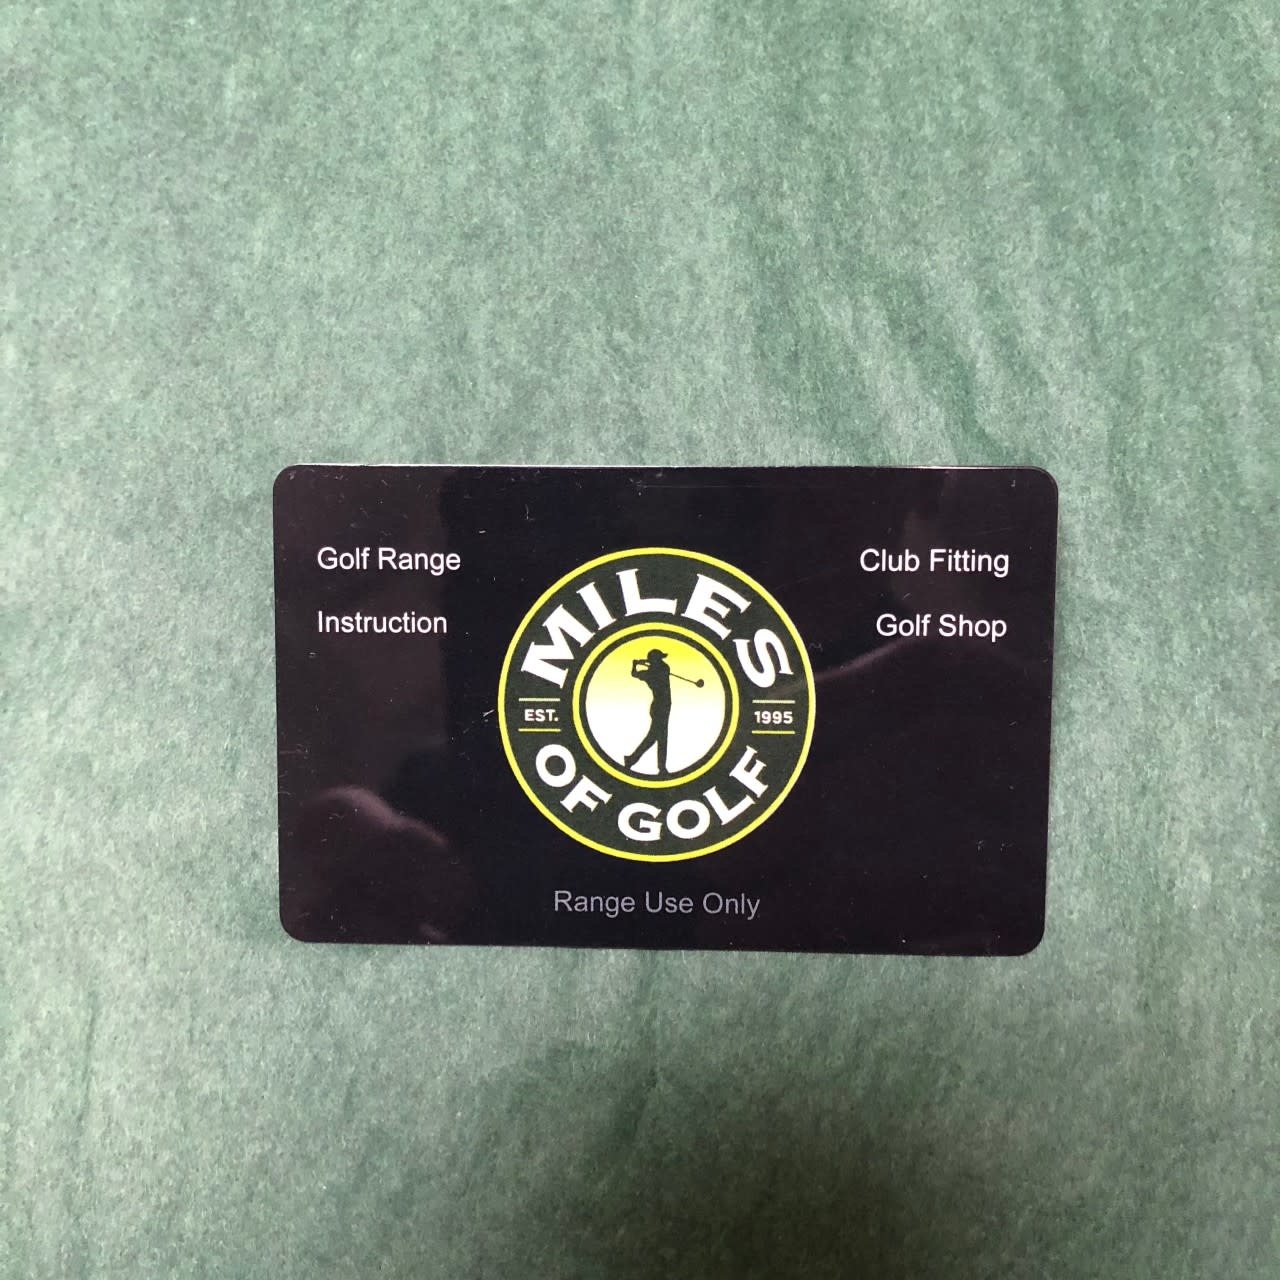 Golf Range
Club Fitting
Instruction
Golf Shop
MILES
EST. 1995
OF GOLF
Range Use Only